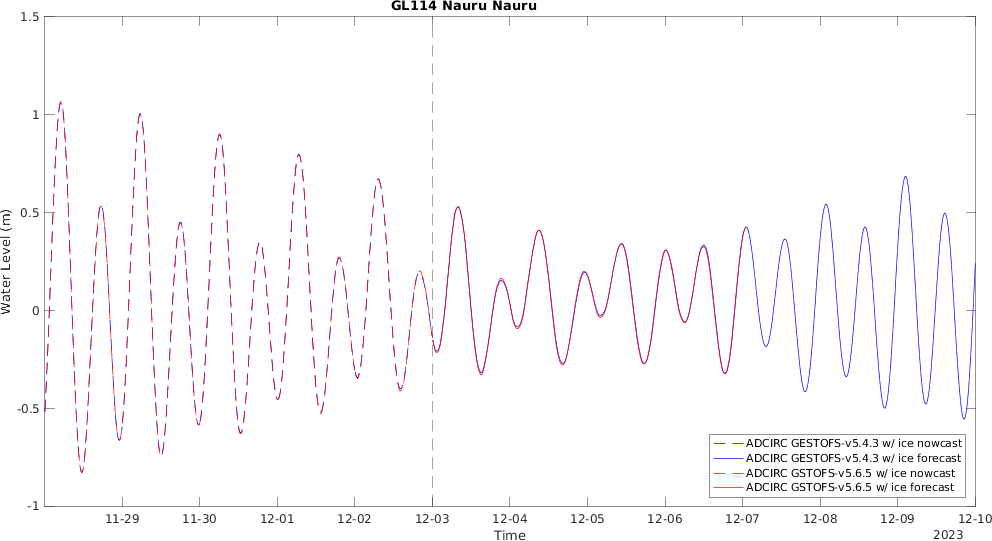 GL114 Nauru Nauru
1.5
1
0.5
0
-0.5
-1
Water Level (m)
ADCIRC GESTOFS-v5.4.3 w/ ice nowcast
ADCIRC GESTOFS-v5.4.3 w/ ice forecast
ADCIRC GSTOFS-v5.6.5 w/ ice nowcast
ADCIRC GSTOFS-v5.6.5 w/ ice forecast
11-29 11-30 12-01 12-02 12-03 12-04 12-05 12-06 12-07 12-08 12-09 12-10
Time
2023